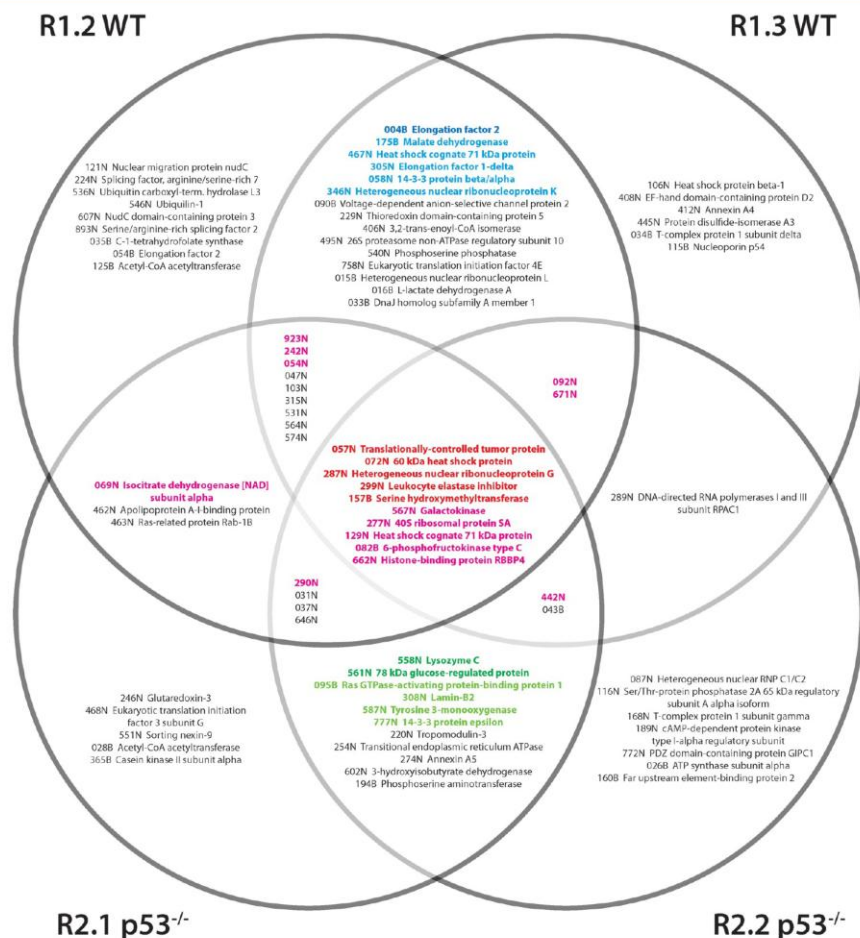 R1.2 WT
R1.3 WT
121N Nuclear migration protein nudC
224N Splicing factor, arginine/serine-rich 7
536N Ubiquitin carboxyl-term. hydrolase L3
546N Ubiquilin-1
607N NudC domain-containing protein 3
893N Serine/arginine-rich splicing factor 2
035B C-1-tetrahydrofolate synthase
054B Elongation factor 2
125B Acetyl-CoA acetyltransferase
004B Elongation factor 2
175B Malate dehydrogenase
467N Heat shock cognate 71 kDa protein
305N Elongation factor 1-delta
058N 14-3-3 protein beta/alpha
346N Heterogeneous nuclear ribonucleoprotein K
090B Voltage-dependent anion-selective channel protein 2
229N Thioredoxin domain-containing protein 5
406N 3,2-trans-enoyl-CoA isomerase
495N 26S proteasome non-ATPase regulatory subunit 10
540N Phosphoserine phosphatase
758N Eukaryotic translation initiation factor 4E
015B Heterogeneous nuclear ribonucleoprotein L
016B L-lactate dehydrogenase A
033B DnaJ homolog subfamily A member 1
106N Heat shock protein beta-1
408N EF-hand domain-containing protein D2
412N Annexin A4
445N Protein disulfide-isomerase A3
034B T-complex protein 1 subunit delta
115B Nucleoporin p54
923N
242N
054N
047N
103N
315N
531N
564N
574N
092N
671N
069N Isocitrate dehydrogenase [NAD]
subunit alpha
462N Apolipoprotein A-I-binding protein
463N Ras-related protein Rab-1B
057N Translationally-controlled tumor protein
072N 60 kDa heat shock protein
287N Heterogeneous nuclear ribonucleoprotein G
299N Leukocyte elastase inhibitor
157B Serine hydroxymethyltransferase
567N Galactokinase
277N 40S ribosomal protein SA
129N Heat shock cognate 71 kDa protein
082B 6-phosphofructokinase type C
662N Histone-binding protein RBBP4
289N DNA-directed RNA polymerases I and III
subunit RPAC1
290N
031N
037N
646N
442N
043B
246N Glutaredoxin-3
468N Eukaryotic translation initiation
factor 3 subunit G
551N Sorting nexin-9
028B Acetyl-CoA acetyltransferase
365B Casein kinase II subunit alpha
558N Lysozyme C
561N 78 kDa glucose-regulated protein
095B Ras GTPase-activating protein-binding protein 1
308N Lamin-B2
587N Tyrosine 3-monooxygenase
777N 14-3-3 protein epsilon
220N Tropomodulin-3
254N Transitional endoplasmic reticulum ATPase
274N Annexin A5
602N 3-hydroxyisobutyrate dehydrogenase
194B Phosphoserine aminotransferase
087N Heterogeneous nuclear RNP C1/C2
116N Ser/Thr-protein phosphatase 2A 65 kDa regulatory
subunit A alpha isoform
168N T-complex protein 1 subunit gamma
189N cAMP-dependent protein kinase
type I-alpha regulatory subunit
772N PDZ domain-containing protein GIPC1
026B ATP synthase subunit alpha
160B Far upstream element-binding protein 2
R2.1 p53-/-
R2.2 p53-/-